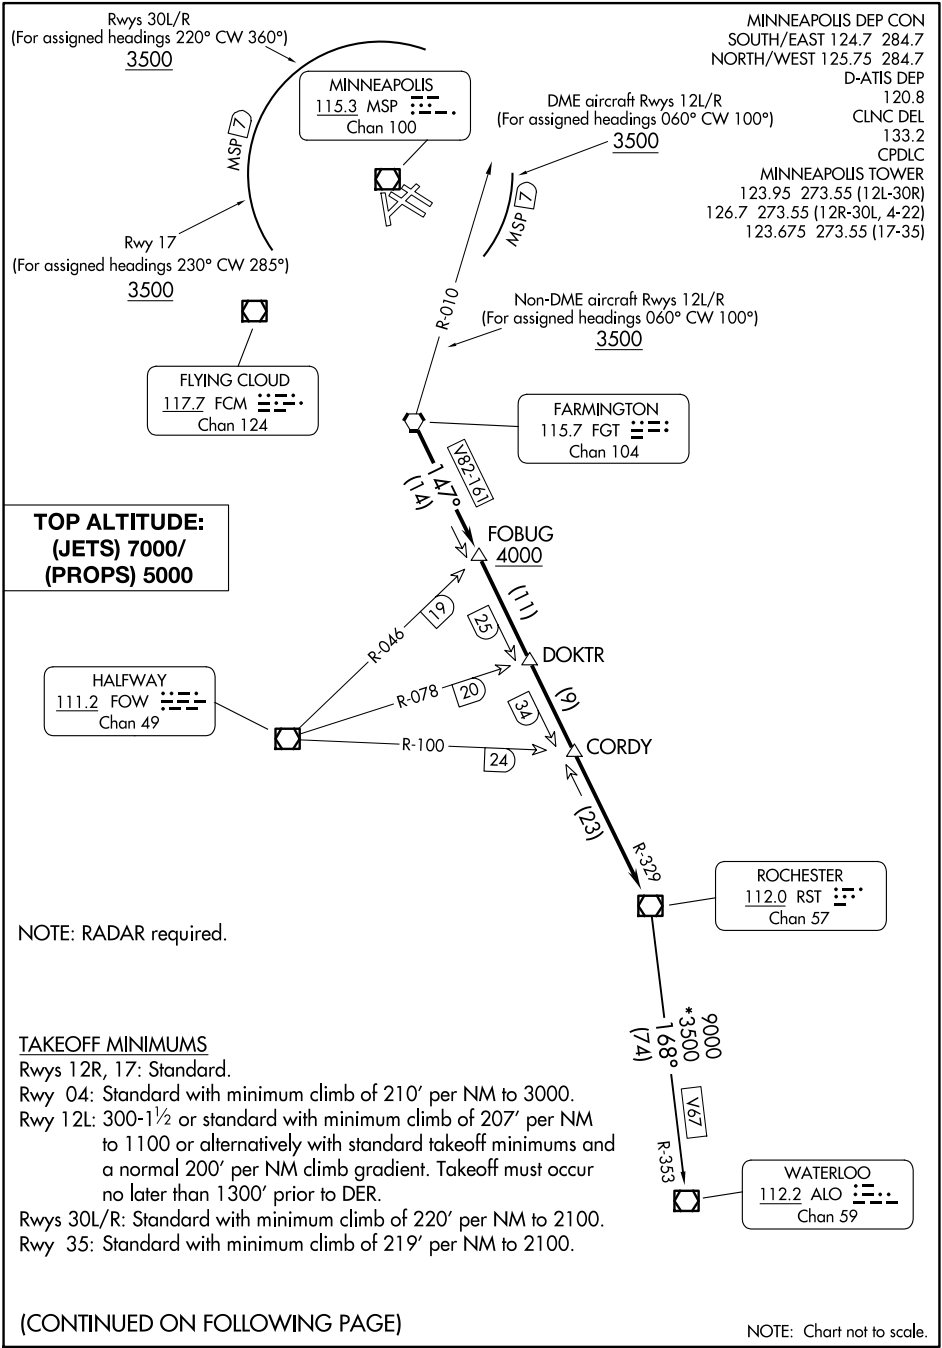 Rwys 30L/R
(For assigned headings 220° CW 360°)
3500
MINNEAPOLIS DEP CON
SOUTH/EAST 124.7 284.7
NORTH/WEST 125.75 284.7
D-ATIS DEP
120.8
CLNC DEL
133.2
CPDLC
MINNEAPOLIS TOWER
123.95 273.55 (12L-30R)
126.7 273.55 (12R-30L, 4-22)
123.675 273.55 (17-35)
MINNEAPOLIS
115.3 MSP
Chan 100
DME aircraft Rwys 12L/R
(For assigned headings 060° CW 100°)
3500
MSP 7
MSP 7
Rwy 17
(For assigned headings 230° CW 285°)
3500
R-010
Non-DME aircraft Rwys 12L/R
(For assigned headings 060° CW 100°)
3500
FLYING CLOUD
117.7 FCM
Chan 124
FARMINGTON
115.7 FGT
Chan 104
V82-161
147°
(14)
TOP ALTITUDE:
(JETS) 7000/
(PROPS) 5000
FOBUG
4000
(11)
R-046
19
25
DOKTR
HALFWAY
111.2 FOW
Chan 49
R-078
20
(9)
34
R-100
24
CORDY
(23)
R-329
ROCHESTER
112.0 RST
Chan 57
NOTE: RADAR required.
9000
*3500
168°
(74)
V67
R-353
WATERLOO
112.2 ALO
Chan 59
TAKEOFF MINIMUMS
Rwys 12R, 17: Standard.
Rwy 04: Standard with minimum climb of 210' per NM to 3000.
Rwy 12L: 300-1½ or standard with minimum climb of 207' per NM
to 1100 or alternatively with standard takeoff minimums and
a normal 200' per NM climb gradient. Takeoff must occur
no later than 1300' prior to DER.
Rwys 30L/R: Standard with minimum climb of 220' per NM to 2100.
Rwy 35: Standard with minimum climb of 219' per NM to 2100.
(CONTINUED ON FOLLOWING PAGE)
NOTE: Chart not to scale.